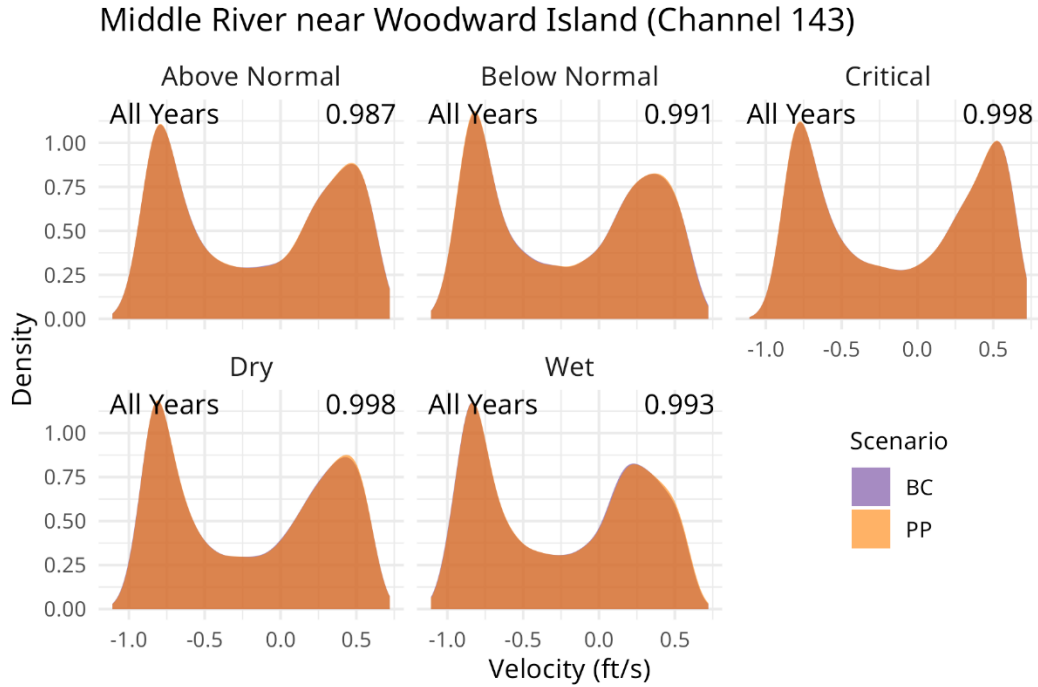 Middle River near Woodward Island (Channel 143)
Above Normal
Below Normal
Critical
All Years 0.987
All Years 0.991
All Years 0.998
1.00
0.75
0.50
0.25
0.00
-1.0 -0.5 0.0 0.5
Density
Dry
Wet
All Years 0.998
All Years 0.993
1.00
0.75
0.50
0.25
0.00
-1.0 -0.5 0.0 0.5
-1.0 -0.5 0.0 0.5
Velocity (ft/s)
Scenario
BC
PP